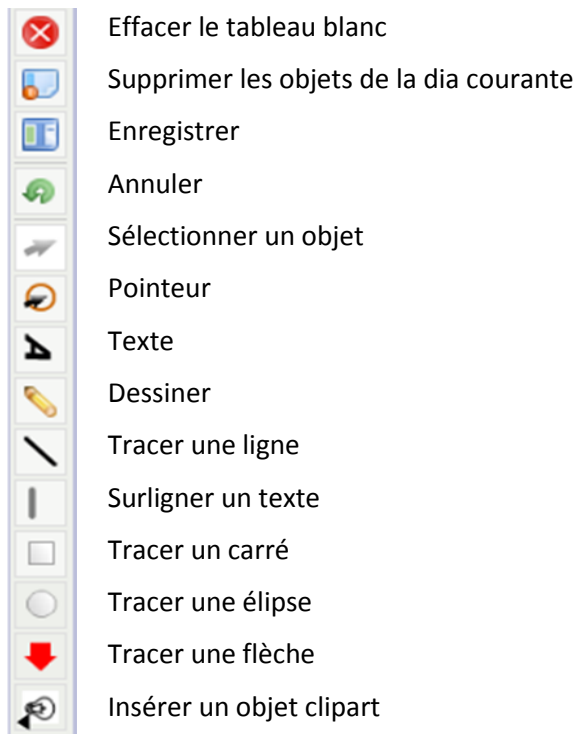 Effacer le tableau blanc
Supprimer les objets de la dia courante
Enregistrer
Annuler
Sélectionner un objet
Pointeur
Texte
Dessiner
Tracer une ligne
Surligner un texte
Tracer un carré
Tracer une élipse
Tracer une flèche
Insérer un objet clipart